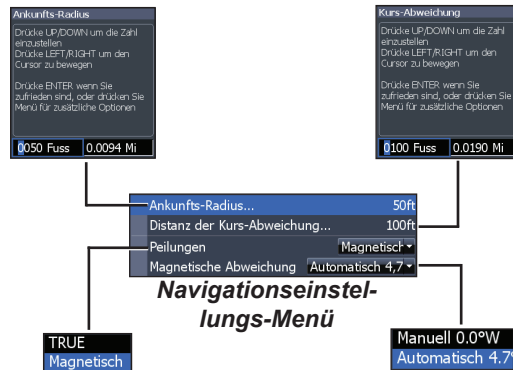 Ankunfts-Radius
Drücke UP/DOWN um die Zahl
einzustellen
Drücke LEFT/RIGHT um den
Cursor zu bewegen
Drücke ENTER wenn Sie
zufrieden sind, oder drücken Sie
Menü für zusätzliche Optionen
0050 Fuss 0.0094 Mi
Kurs-Abweichung
Drücke UP/DOWN um die Zahl
einzustellen
Drücke LEFT/RIGHT um den
Cursor zu bewegen
Drücke ENTER wenn Sie
zufrieden sind, oder drücken Sie
Menü für zusätzliche Optionen
0100 Fuss 0.0190 Mi
Ankunfts-Radius... 50ft
Distanz der Kurs-Abweichung... 100ft
Peilungen Magnetisch
Magnetische Abweichung Automatisch 4,7
Navigationseinstel-
lungs-Menü
TRUE
Magnetisch
Manuell 0.0°W
Automatisch 4.7°